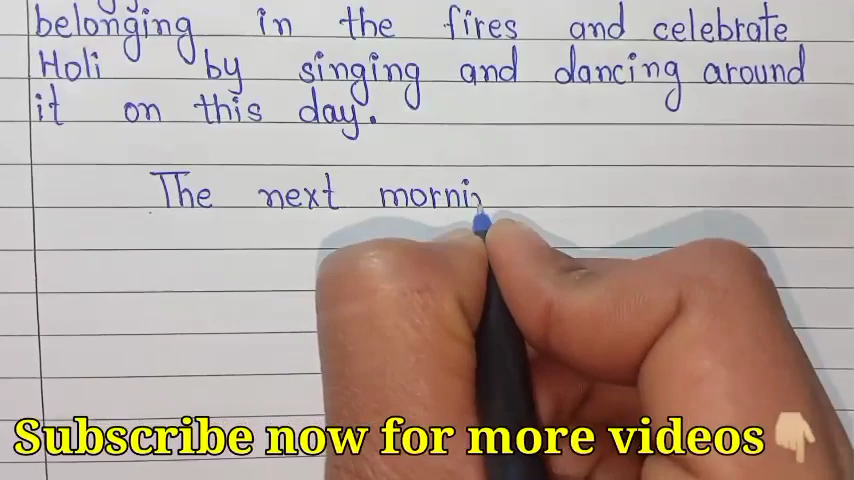 belonging in the fires and celebrate
Holi by singing and dancing around
it on this day.
The next morni
Subscribe now for more videos